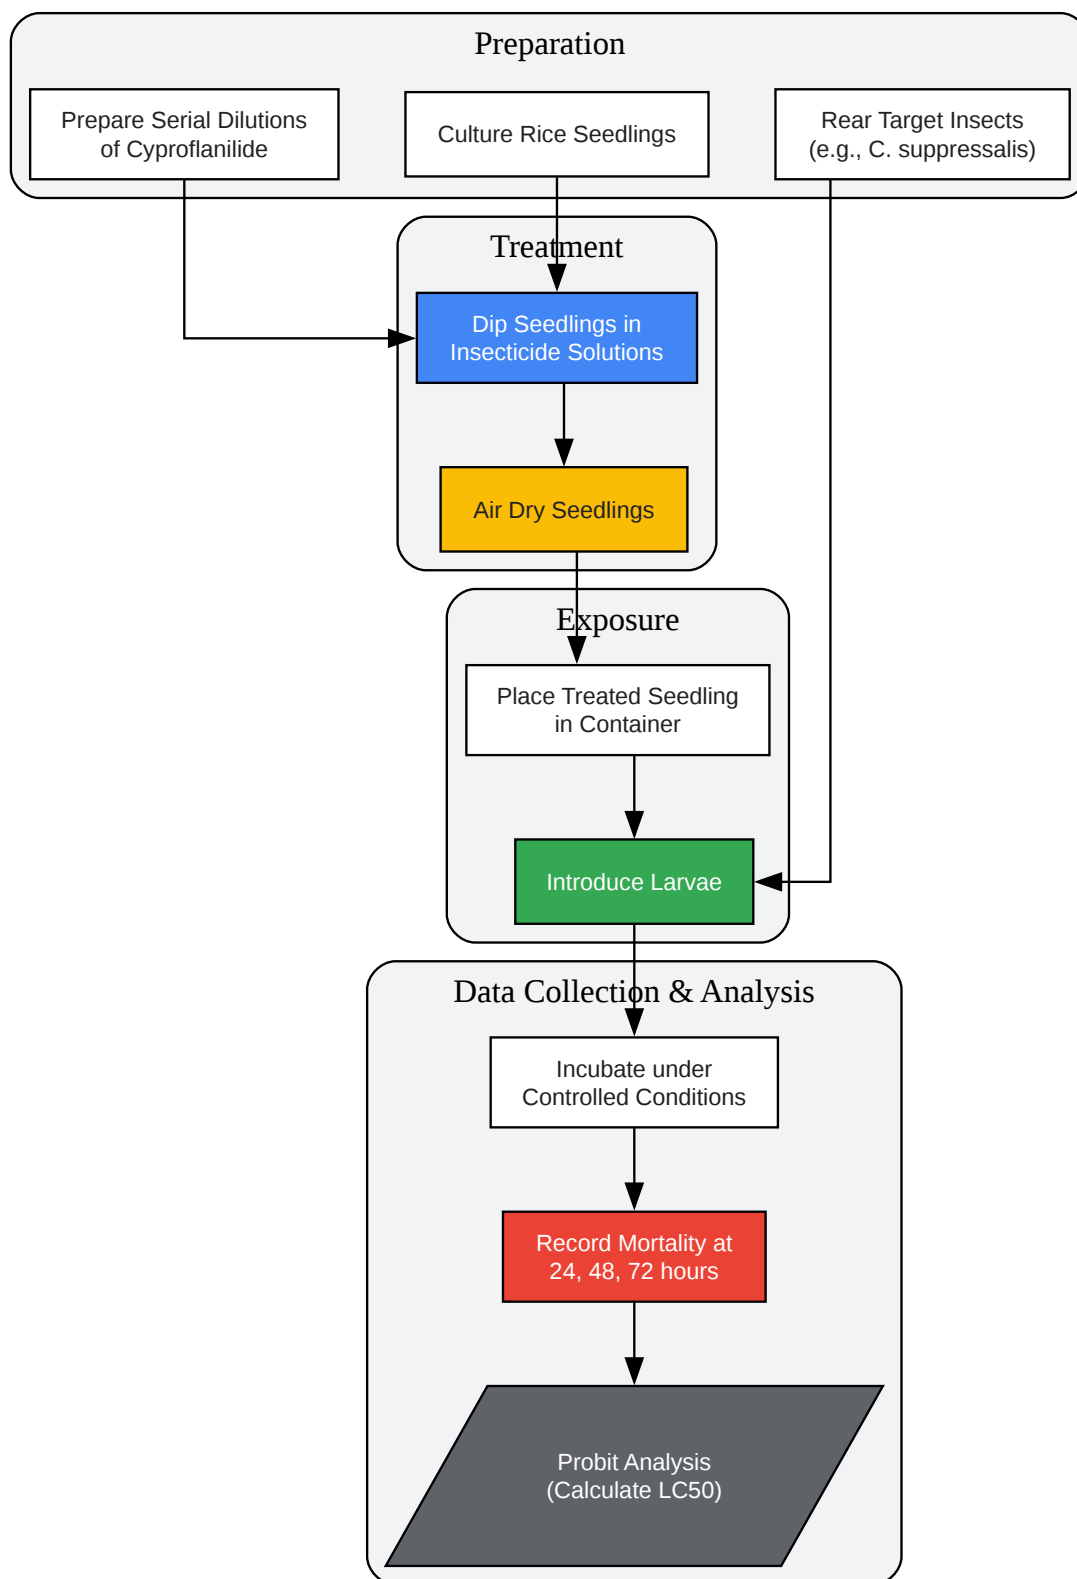 Preparation
Prepare Serial Dilutions
of Cyproflanilide
Culture Rice Seedlings
Rear Target Insects
(e.g., C. suppressalis)
Treatment
Dip Seedlings in
Insecticide Solutions
Air Dry Seedlings
Exposure
Place Treated Seedling
in Container
Introduce Larvae
Data Collection & Analysis
Incubate under
Controlled Conditions
Record Mortality at
24, 48, 72 hours
Probit Analysis
(Calculate LC50)